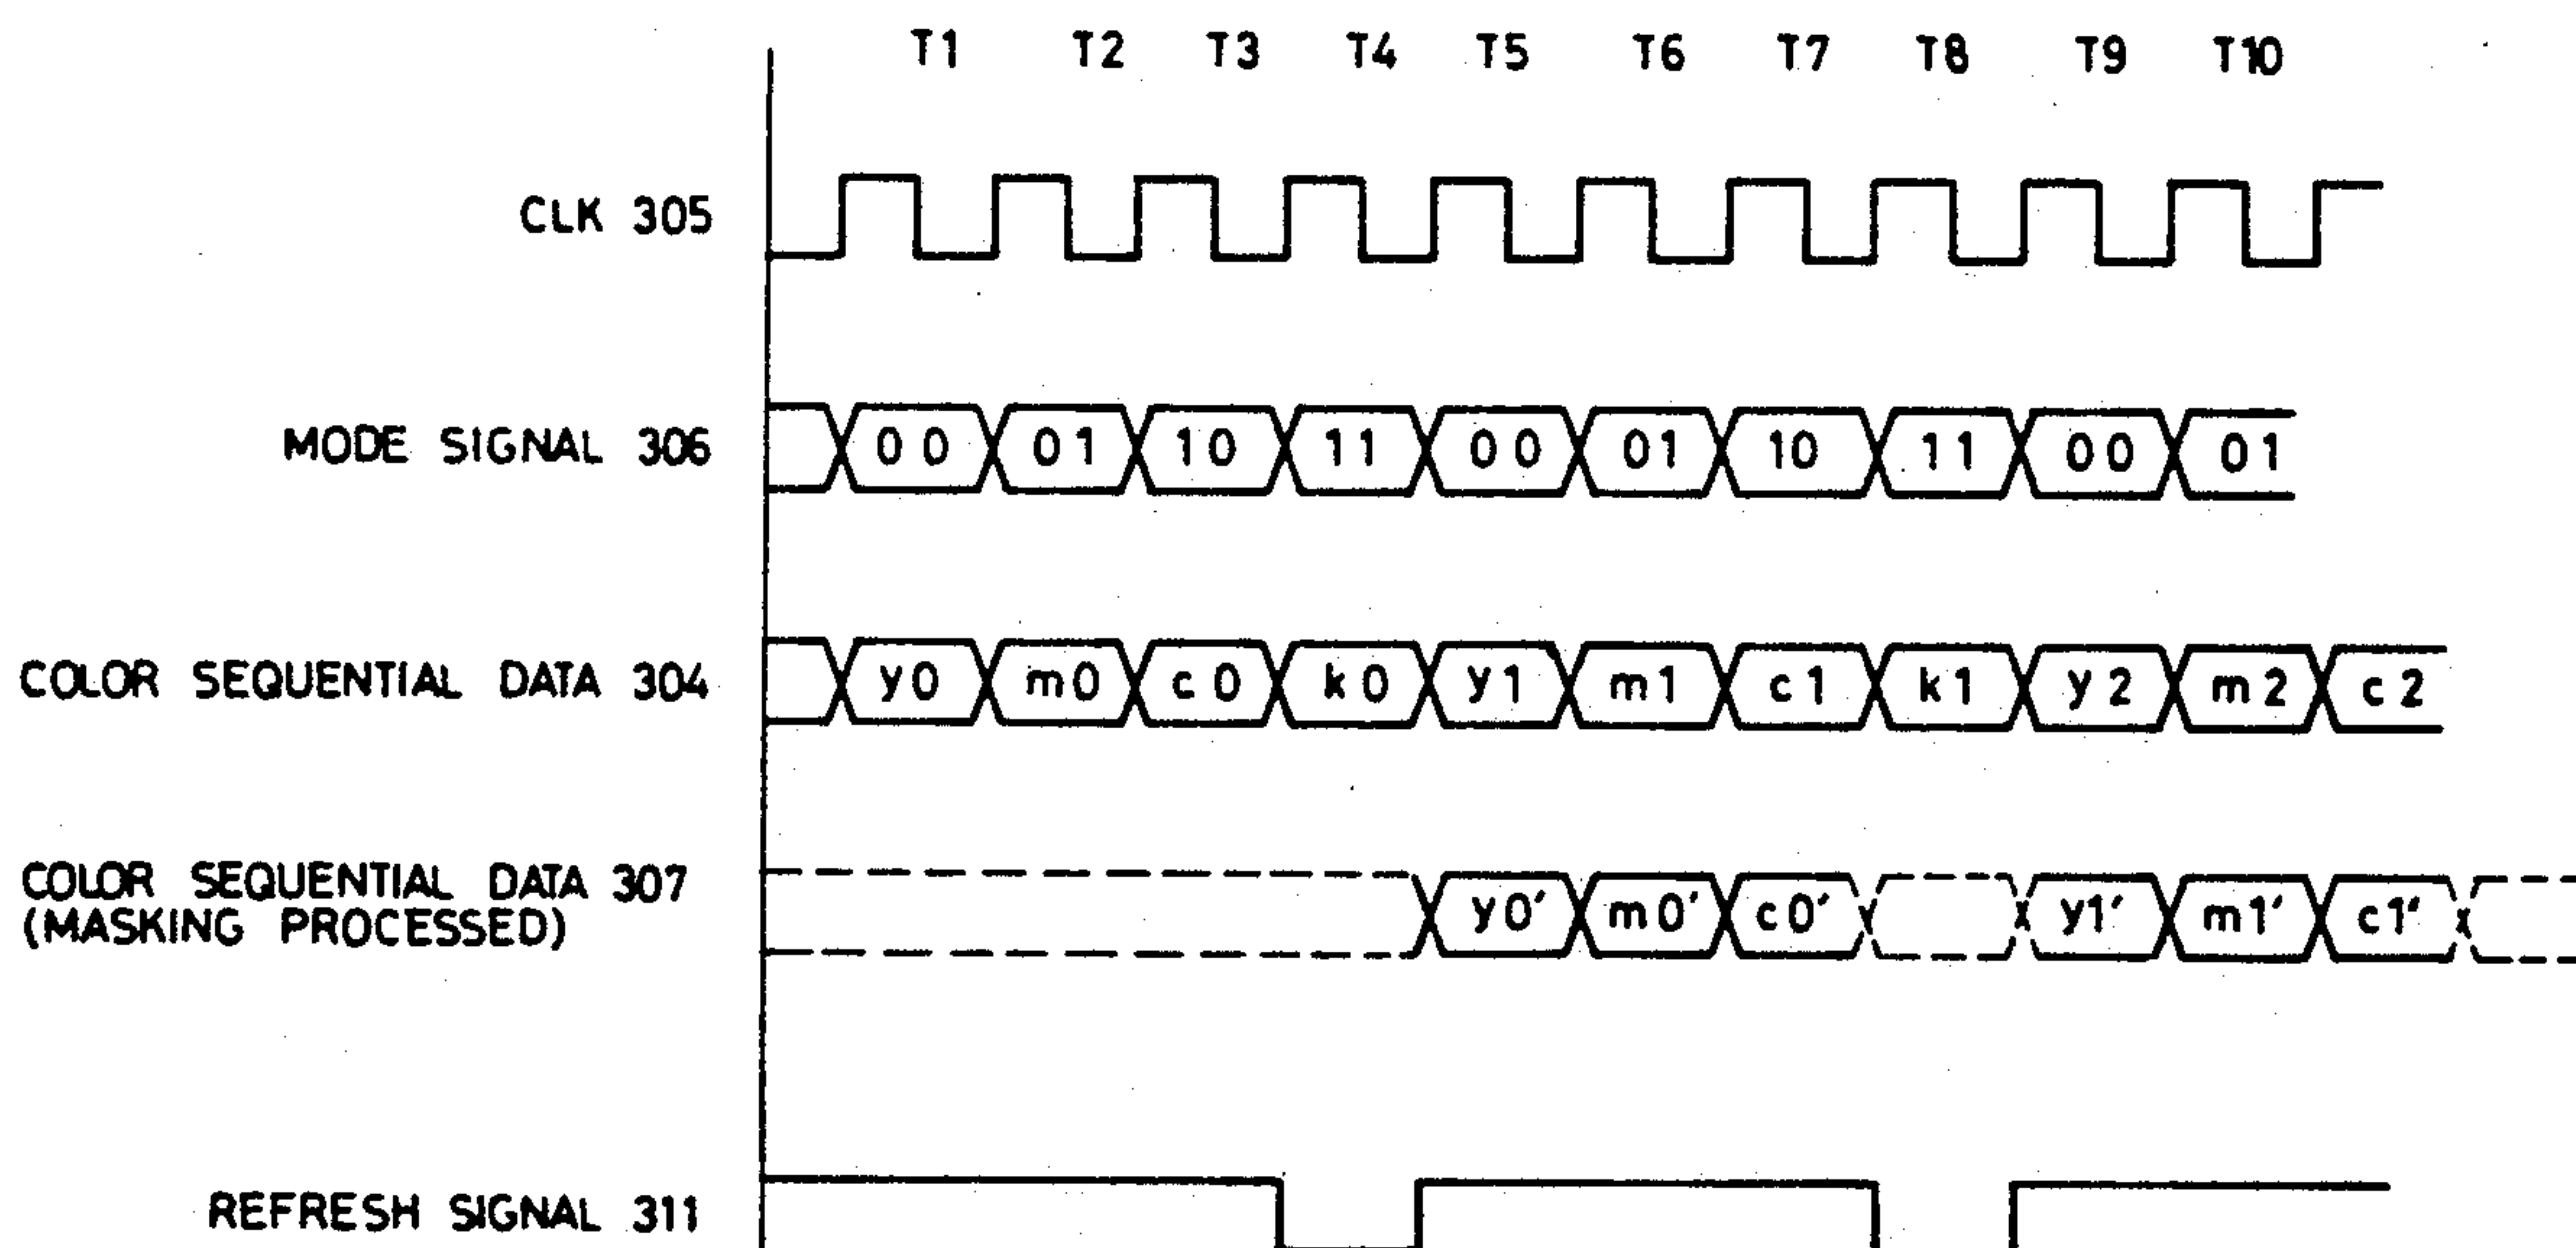 T1 T2 T3 T4 T5 T6 T7 T8 T9 T10
CLK 305
MODE SIGNAL 306 00 01 10 11 00 01 10 11 00 01
COLOR SEQUENTIAL DATA 304 y0 m0 c0 k0 y1 m1 c1 k1 y2 m2 c2
COLOR SEQUENTIAL DATA 307
(MASKING PROCESSED) y0' m0' c0' y1' m1' c1'
REFRESH SIGNAL 311